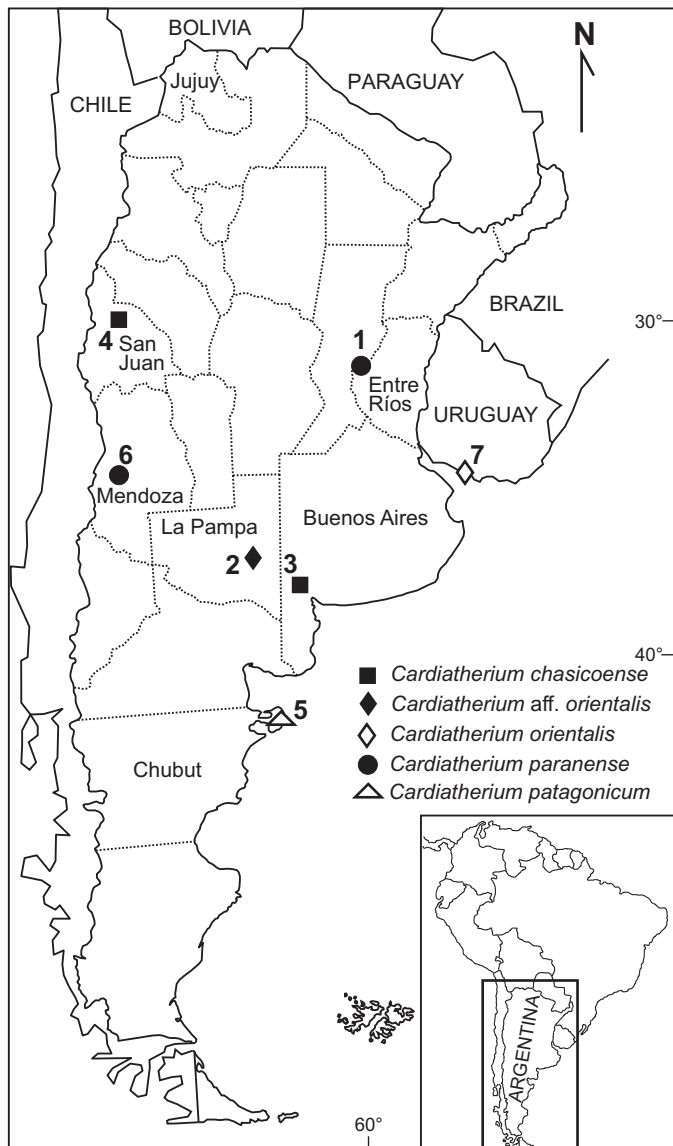 BOLIVIA
N
Jujuy
PARAGUAY
CHILE
BRAZIL
30°
4
San
Juan
1
Entre
Ríos
URUGUAY
7
6
Mendoza
La Pampa
Buenos Aires
2
3
40°
Cardiatherium chasicoense
Cardiatherium aff. orientalis
5
Cardiatherium orientalis
Chubut
Cardiatherium paranense
Cardiatherium patagonicum
ARGENTINA
60°